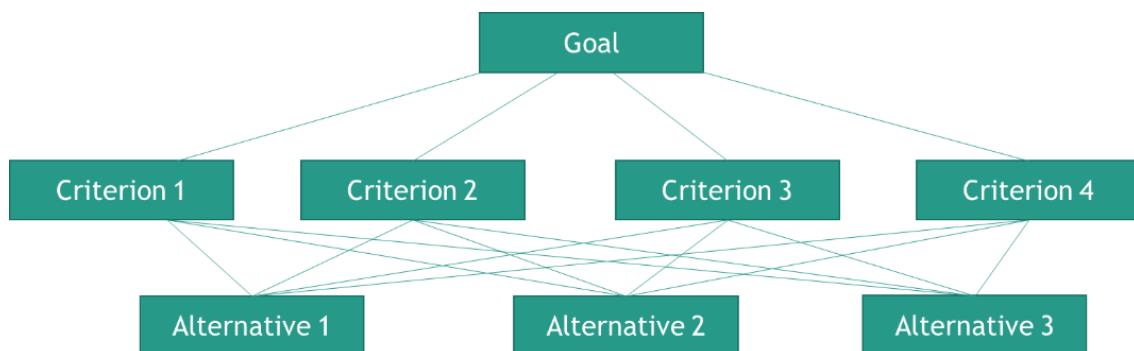 Goal
Criterion 1
Criterion 2
Criterion 3
Criterion 4
Alternative 1
Alternative 2
Alternative 3